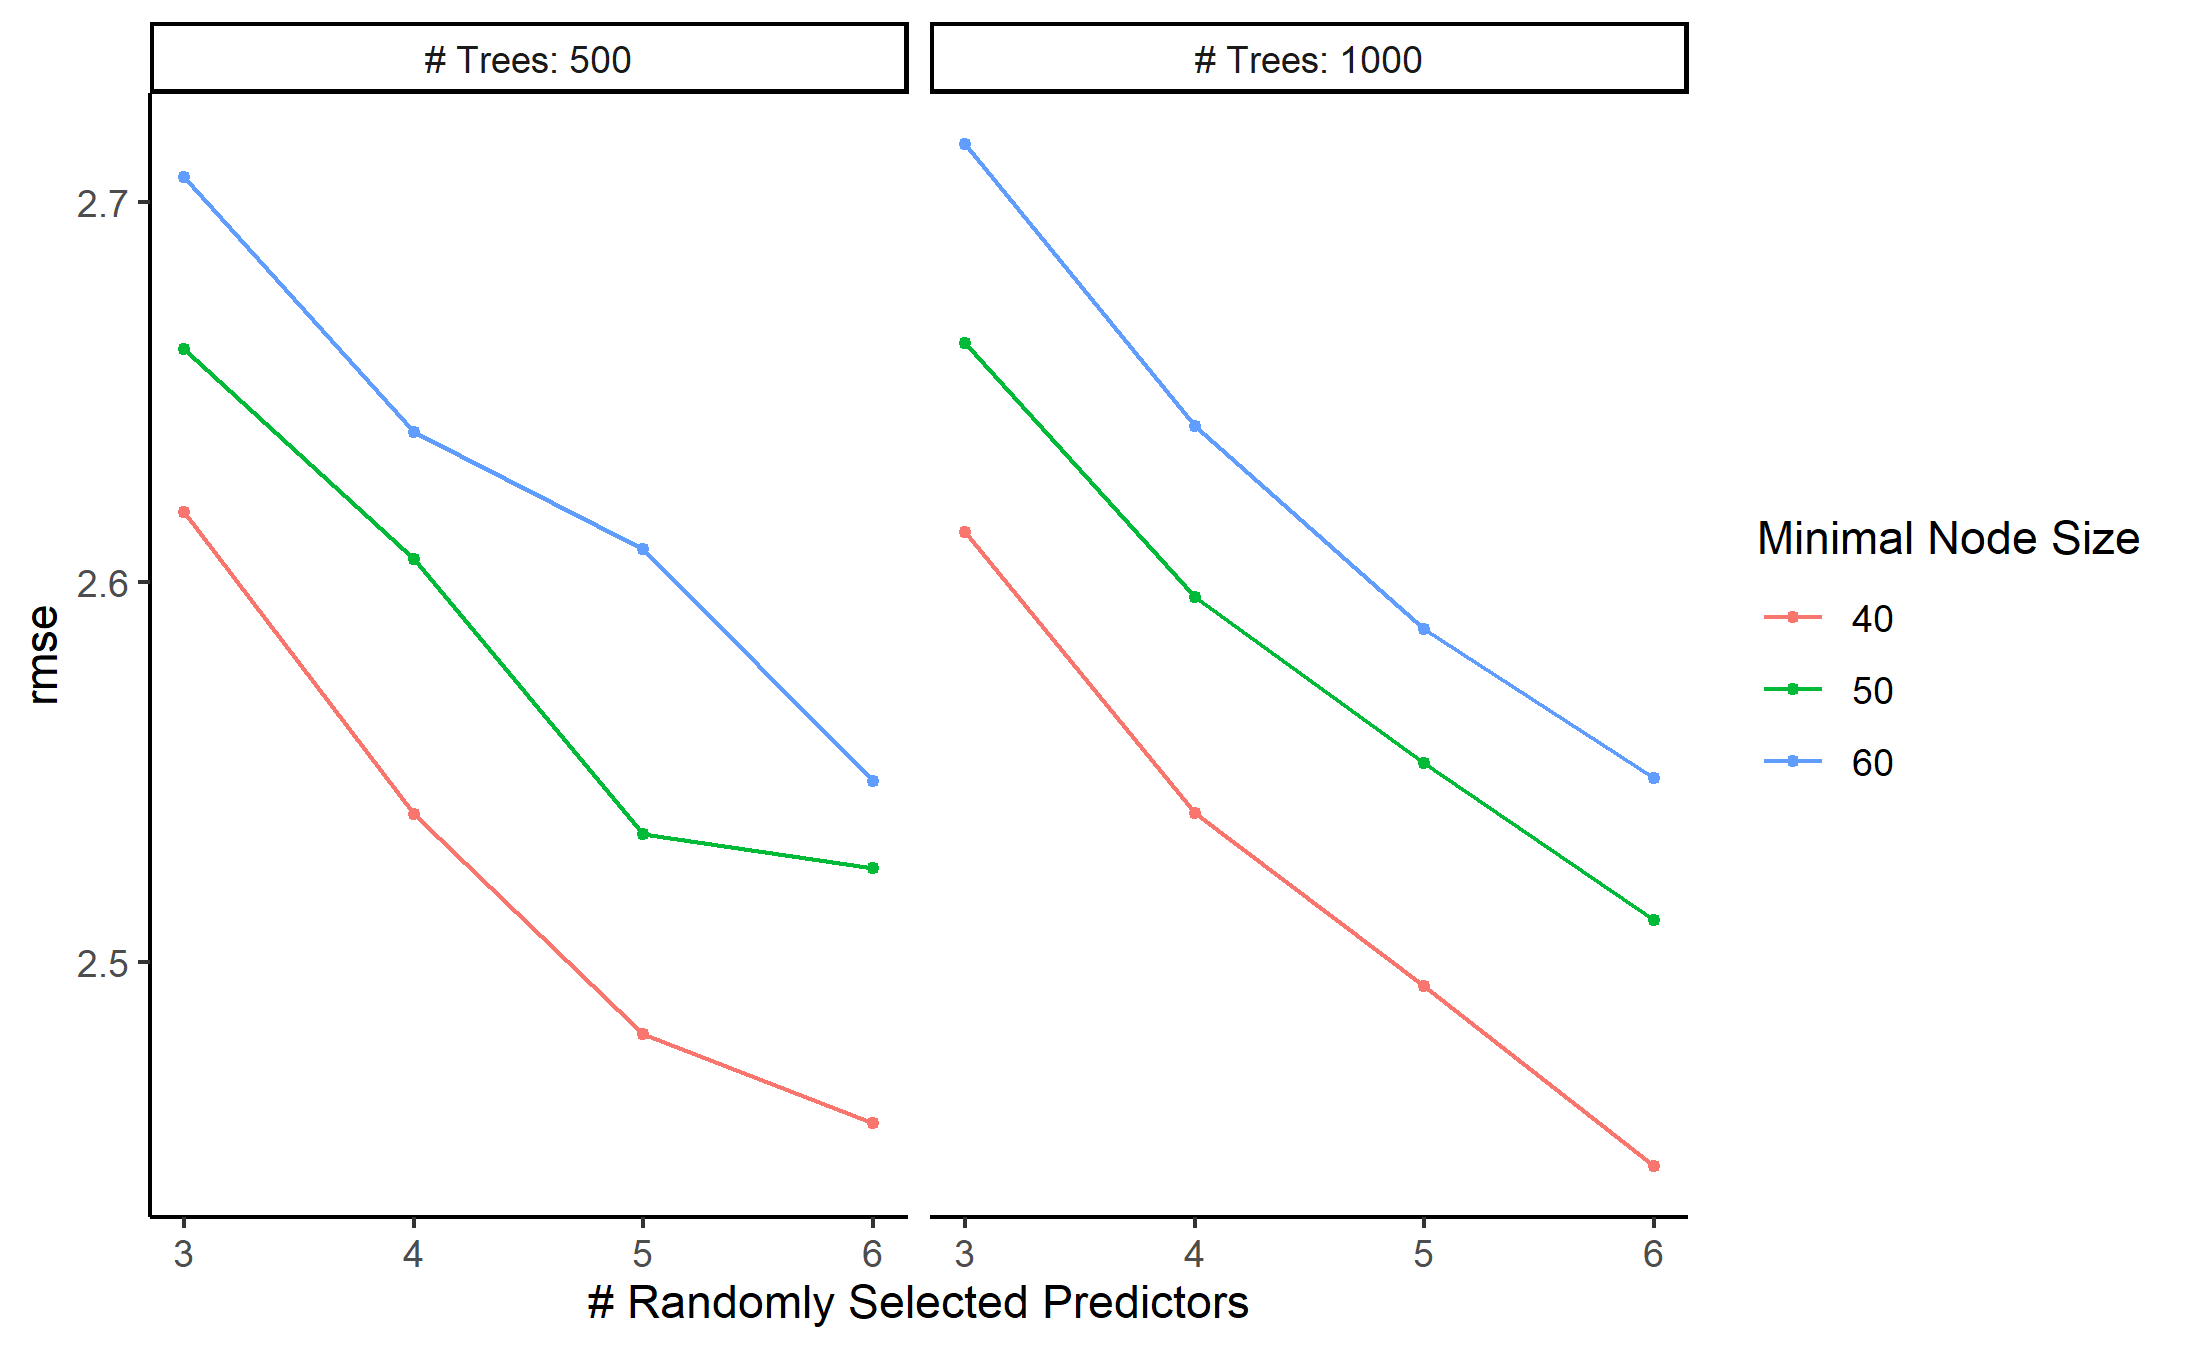 # Trees: 500
# Trees: 1000
2.7
2.6
2.5
rmse
3 4 5 6 3 4 5 6
# Randomly Selected Predictors
Minimal Node Size
40
50
60